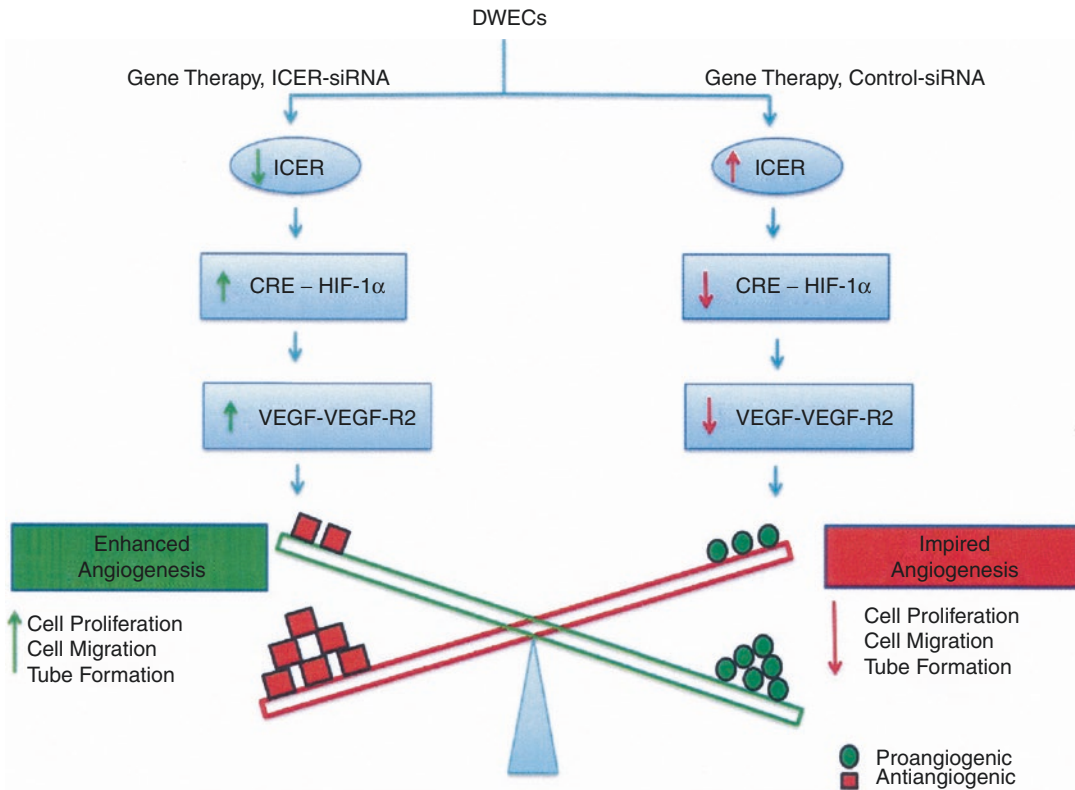 DWECs
Gene Therapy, ICER-siRNA
Gene Therapy, Control-siRNA
ICER
ICER
CRE – HIF-1α
CRE – HIF-1α
VEGF-VEGF-R2
VEGF-VEGF-R2
Enhanced
Angiogenesis
Impired
Angiogenesis
Cell Proliferation
Cell Migration
Tube Formation
Cell Proliferation
Cell Migration
Tube Formation
Proangiogenic
Antiangiogenic